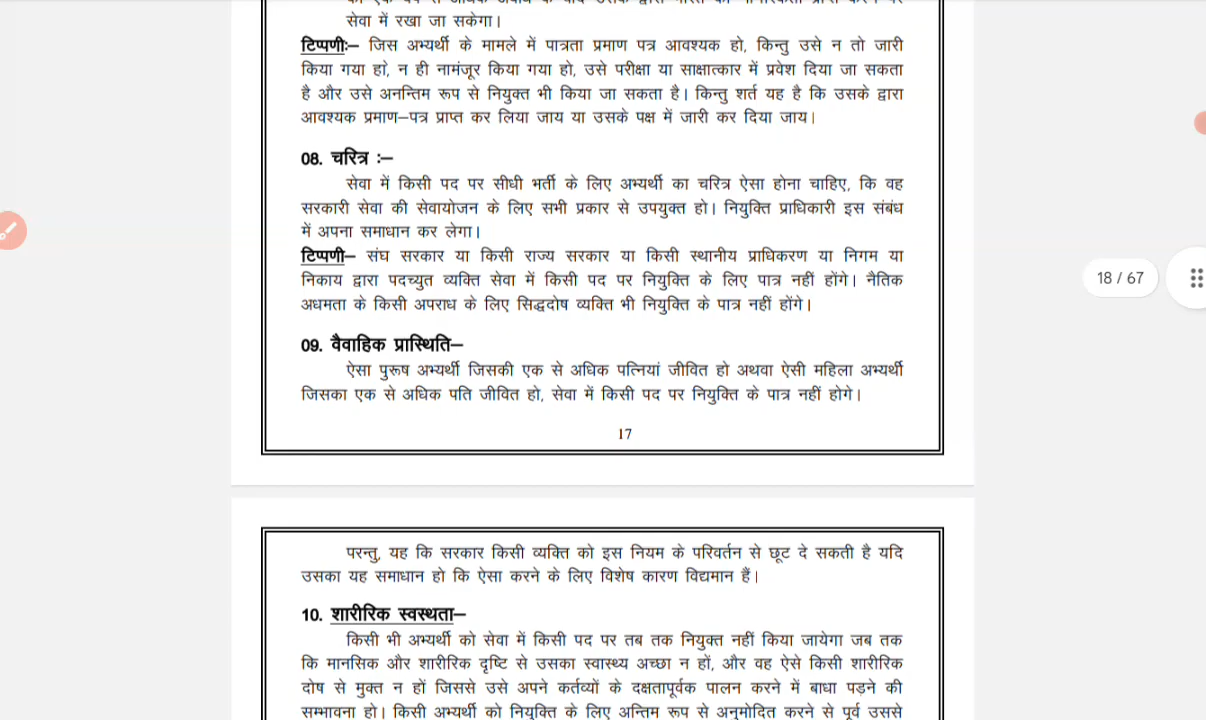 सेवा में रखा जा सकेगा।
टिप्पणीः– जिस अभ्यर्थी के मामले में पात्रता प्रमाण पत्र आवश्यक हो, किन्तु उसे न तो जारी
किया गया हो, न ही नामंजूर किया गया हो, उसे परीक्षा या साक्षात्कार में प्रवेश दिया जा सकता
है और उसे अनन्तिम रूप से नियुक्त भी किया जा सकता है। किन्तु शर्त यह है कि उसके द्वारा
आवश्यक प्रमाण–पत्र प्राप्त कर लिया जाय या उसके पक्ष में जारी कर दिया जाय।
08. चरित्र :–
सेवा में किसी पद पर सीधी भर्ती के लिए अभ्यर्थी का चरित्र ऐसा होना चाहिए, कि वह
सरकारी सेवा की सेवायोजन के लिए सभी प्रकार से उपयुक्त हो। नियुक्ति प्राधिकारी इस संबंध
में अपना समाधान कर लेगा।
टिप्पणी– संघ सरकार या किसी राज्य सरकार या किसी स्थानीय प्राधिकरण या निगम या
निकाय द्वारा पदच्युत व्यक्ति सेवा में किसी पद पर नियुक्ति के लिए पात्र नहीं होंगे। नैतिक
अधमता के किसी अपराध के लिए सिद्धदोष व्यक्ति भी नियुक्ति के पात्र नहीं होंगे।
18 / 67
09. वैवाहिक प्रास्थिति–
ऐसा पुरूष अभ्यर्थी जिसकी एक से अधिक पत्नियां जीवित हो अथवा ऐसी महिला अभ्यर्थी
जिसका एक से अधिक पति जीवित हो, सेवा में किसी पद पर नियुक्ति के पात्र नहीं होगे।
17
परन्तु, यह कि सरकार किसी व्यक्ति को इस नियम के परिवर्तन से छूट दे सकती है यदि
उसका यह समाधान हो कि ऐसा करने के लिए विशेष कारण विद्यमान हैं।
10. शारीरिक स्वस्थता–
किसी भी अभ्यर्थी को सेवा में किसी पद पर तब तक नियुक्त नहीं किया जायेगा जब तक
कि मानसिक और शारीरिक दृष्टि से उसका स्वास्थ्य अच्छा न हों, और वह ऐसे किसी शारीरिक
दोष से मुक्त न हों जिससे उसे अपने कर्तव्यों के दक्षतापूर्वक पालन करने में बाधा पड़ने की
सम्भावना हो। किसी अभ्यर्थी को नियुक्ति के लिए अन्तिम रूप से अनुमोदित करने से पूर्व उससे